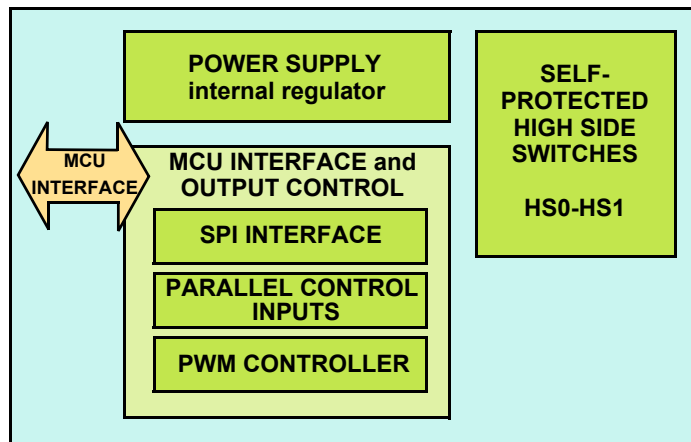 POWER SUPPLY
internal regulator
SELF-
PROTECTED
HIGH SIDE
SWITCHES
HS0-HS1
MCU
INTERFACE
MCU INTERFACE and
OUTPUT CONTROL
SPI INTERFACE
PARALLEL CONTROL
INPUTS
PWM CONTROLLER